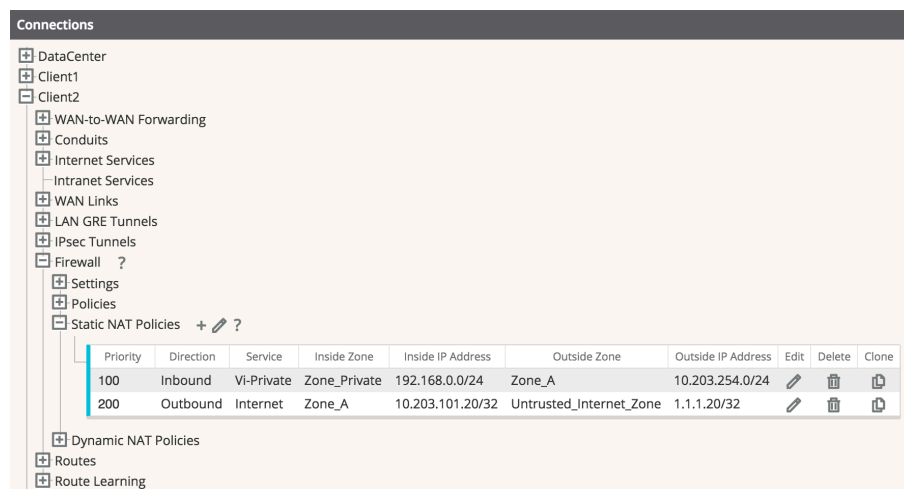 Connections
DataCenter
Client1
Client2
WAN-to-WAN Forwarding
Conduits
Internet Services
Intranet Services
WAN Links
LAN GRE Tunnels
IPsec Tunnels
Firewall ?
Settings
Policies
Static NAT Policies + ?
Priority Direction Service Inside Zone Inside IP Address Outside Zone Outside IP Address Edit Delete Clone
100 Inbound Vi-Private Zone_Private 192.168.0.0/24 Zone_A 10.203.254.0/24
200 Outbound Internet Zone_A 10.203.101.20/32 Untrusted_Internet_Zone 1.1.1.20/32
Dynamic NAT Policies
Routes
Route Learning